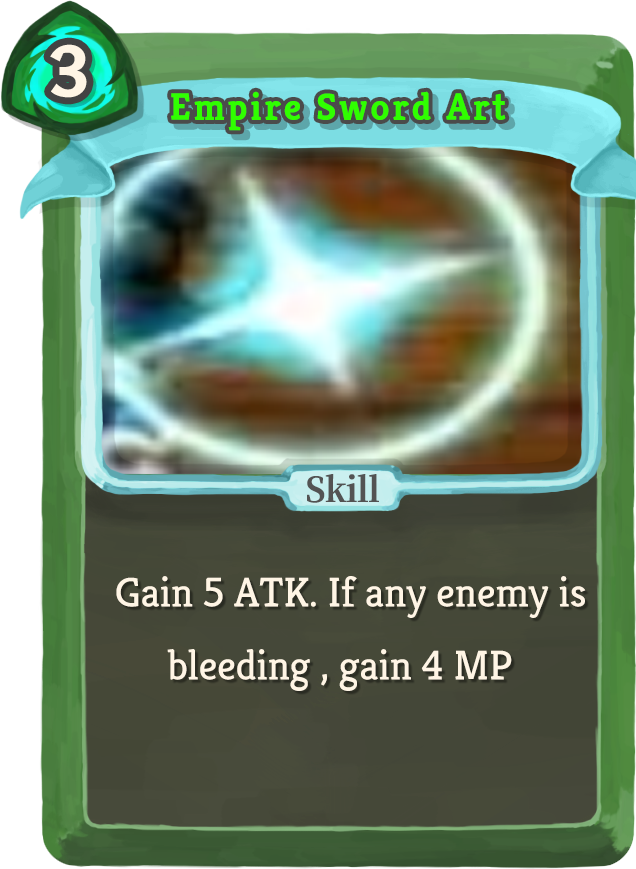 3
Empire Sword Art
Skill
Gain 5 ATK. If any enemy is
bleeding , gain 4 MP